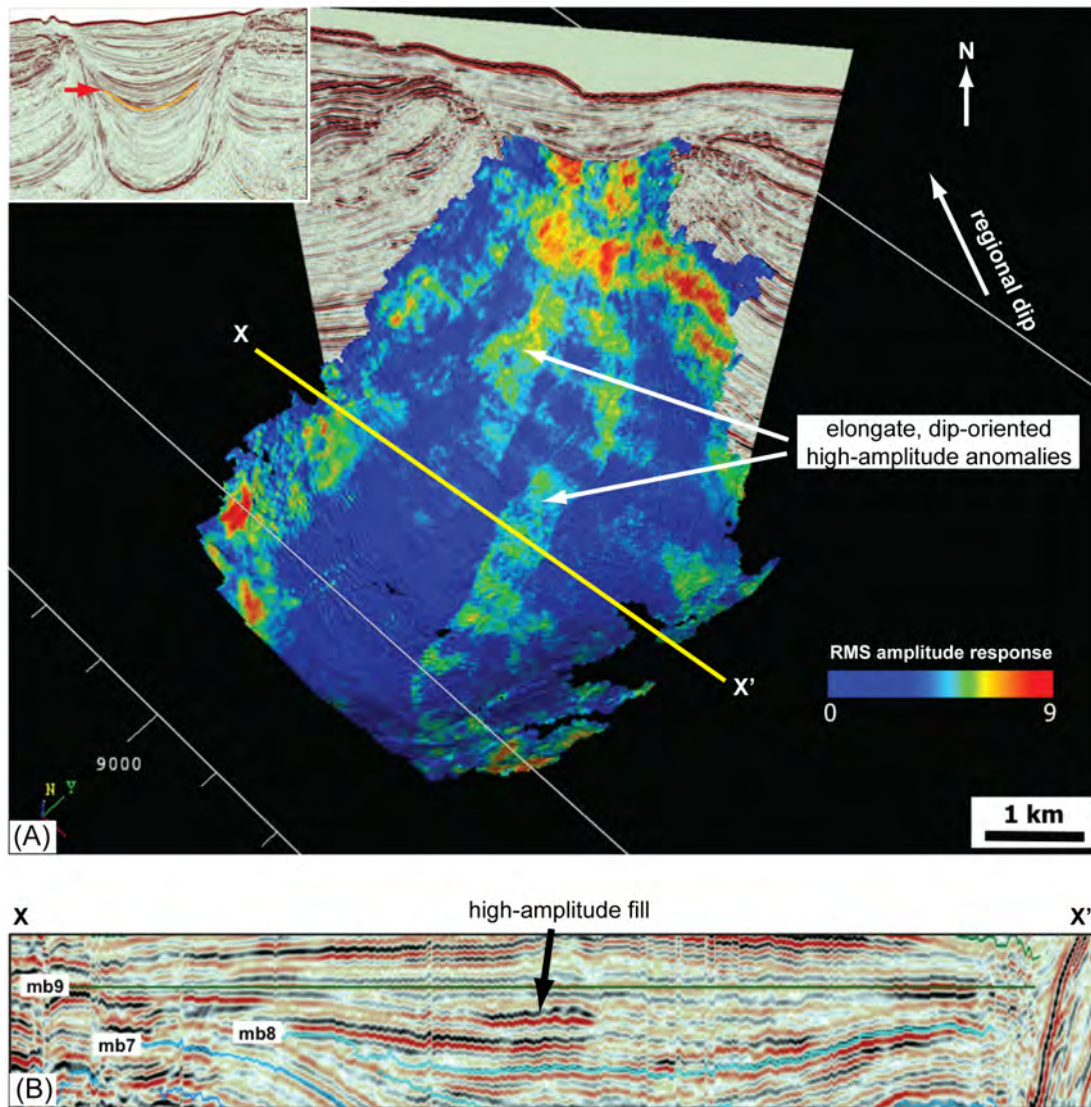 N
regional dip
X
elongate, dip-oriented
high-amplitude anomalies
X'
RMS amplitude response
0 9
9000
N Y
1 km
(A)
X high-amplitude fill X'
mb9
mb8
mb7
(B)